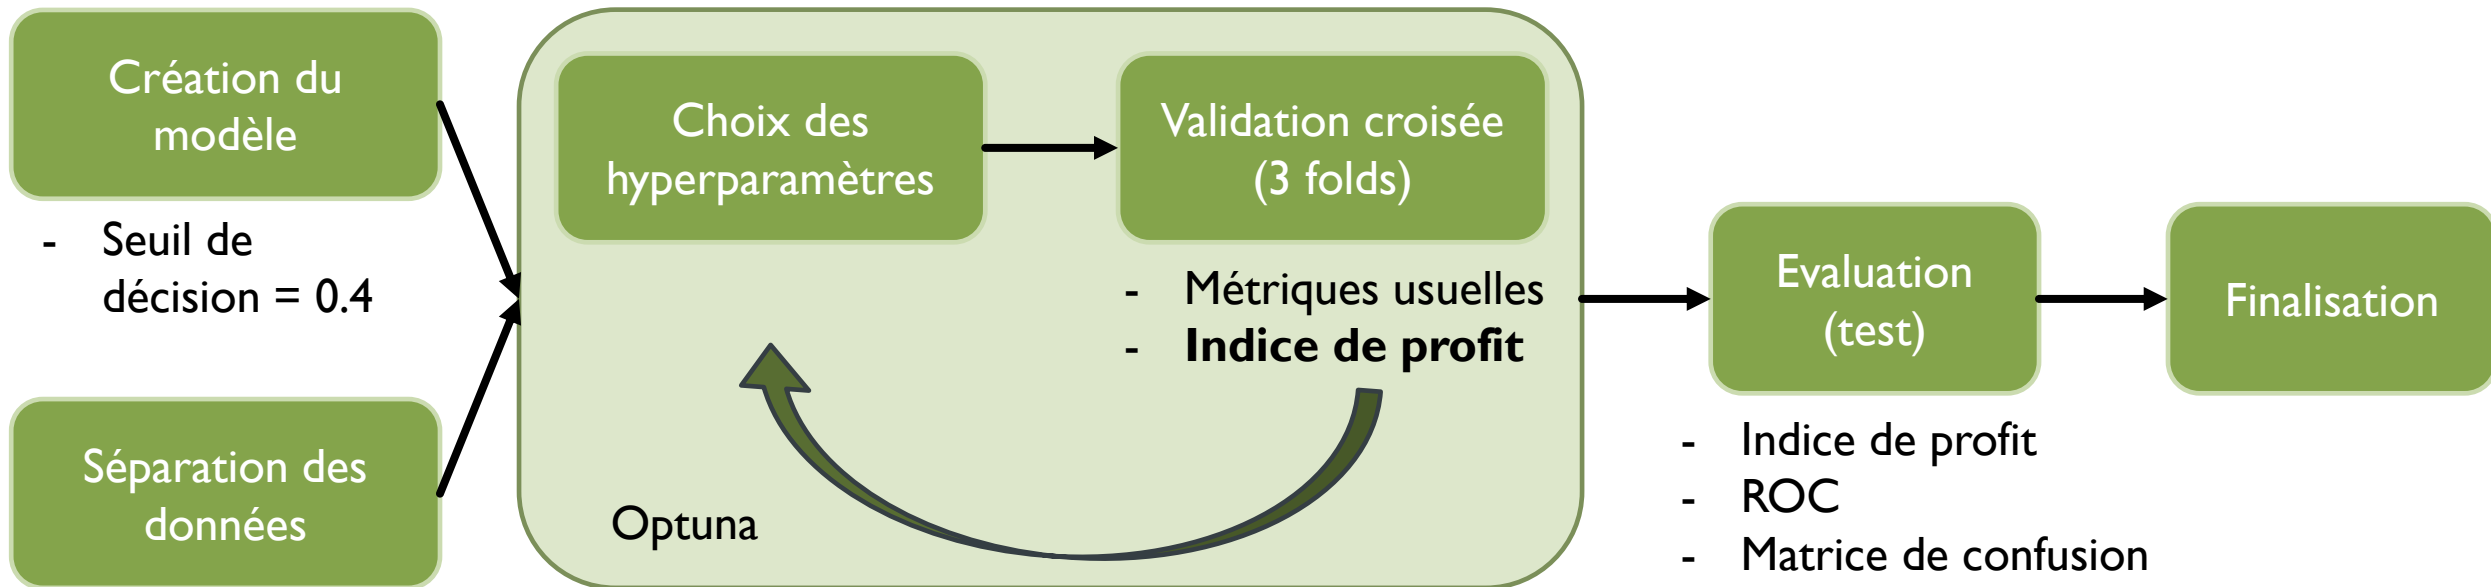 Création du
modèle
- Seuil de
décision = 0.4
Séparation des
données
Choix des
hyperparamètres
Validation croisée
(3 folds)
- Métriques usuelles
- Indice de profit
Optuna
Evaluation
(test)
- Indice de profit
- ROC
- Matrice de confusion
Finalisation